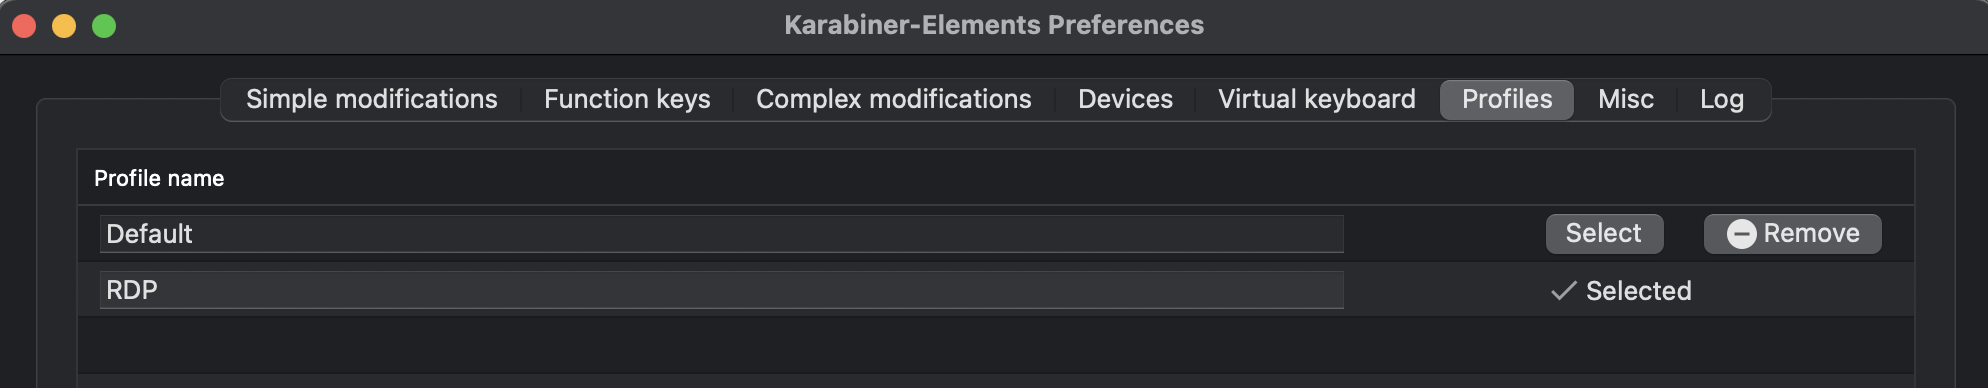 Karabiner-Elements Preferences
Simple modifications Function keys Complex modifications Devices Virtual keyboard Profiles Misc Log
Profile name
Default Select Remove
RDP Selected